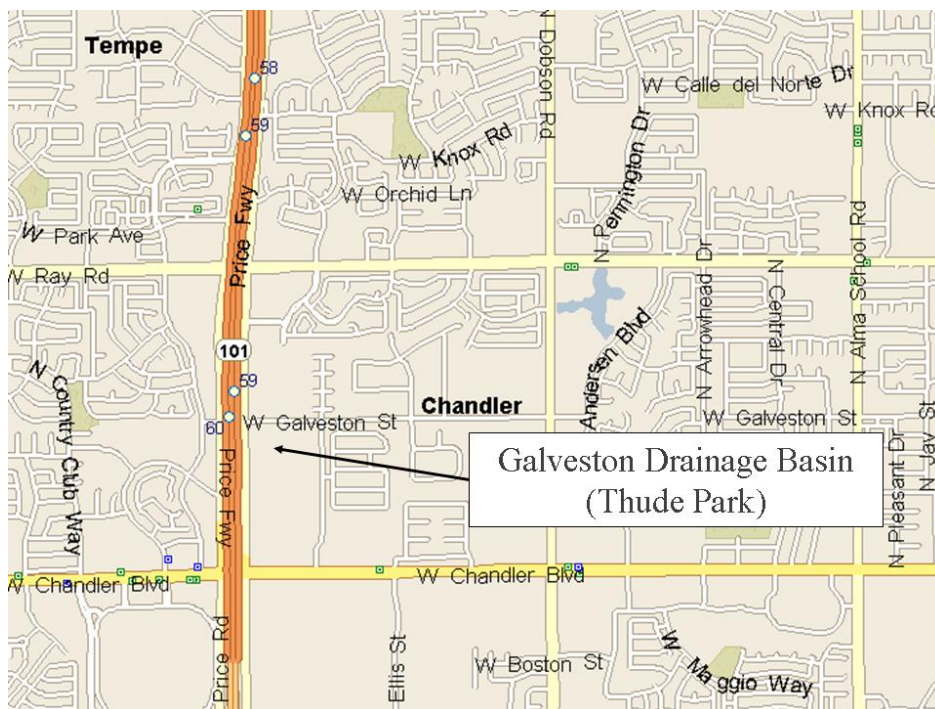 Tempe
58
N Dobson Rd
W Calle del Norte Dr
W Knox Rd
59
W Knox Rd
N Pennington Dr
W Orchid Ln
W Park Ave
Price Fwy
W Ray Rd
N Arrowhead Dr
N Central Dr
N Alma School Rd
101
Andersen Blvd
N Country Club Way
59
Chandler
60
W Galveston St
W Galveston St
N Jay St
N Pleasant Dr
Galveston Drainage Basin
(Thude Park)
Price Fwy
W Chandler Blvd
W Chandler Blvd
Price Rd
Ellis St
W Boston St
W Maggio Way